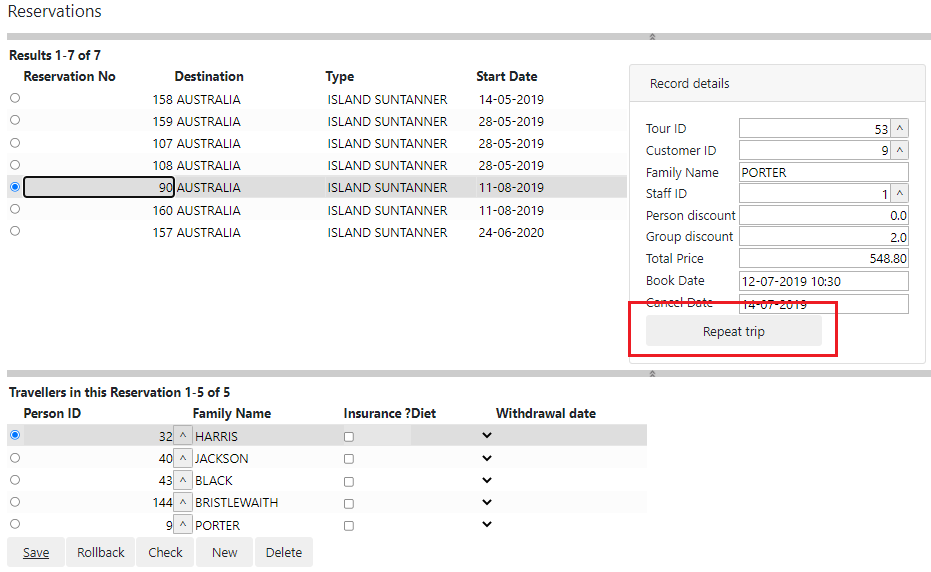 Reservations
Results 1-7 of 7
Reservation No Destination Type Start Date
158 AUSTRALIA ISLAND SUNTANNER 14-05-2019
159 AUSTRALIA ISLAND SUNTANNER 28-05-2019
107 AUSTRALIA ISLAND SUNTANNER 28-05-2019
108 AUSTRALIA ISLAND SUNTANNER 28-05-2019
90 AUSTRALIA ISLAND SUNTANNER 11-08-2019
160 AUSTRALIA ISLAND SUNTANNER 11-08-2019
157 AUSTRALIA ISLAND SUNTANNER 24-06-2020
Record details
Tour ID 53
Customer ID 9
Family Name PORTER
Staff ID 1
Person discount 0.0
Group discount 2.0
Total Price 548.80
Book Date 12-07-2019 10:30
Cancel Date 14-07-2019
Repeat trip
Travellers in this Reservation 1-5 of 5
Person ID Family Name Insurance ?Diet Withdrawal date
32 HARRIS
40 JACKSON
43 BLACK
144 BRISTLEWAITH
9 PORTER
Save Rollback Check New Delete